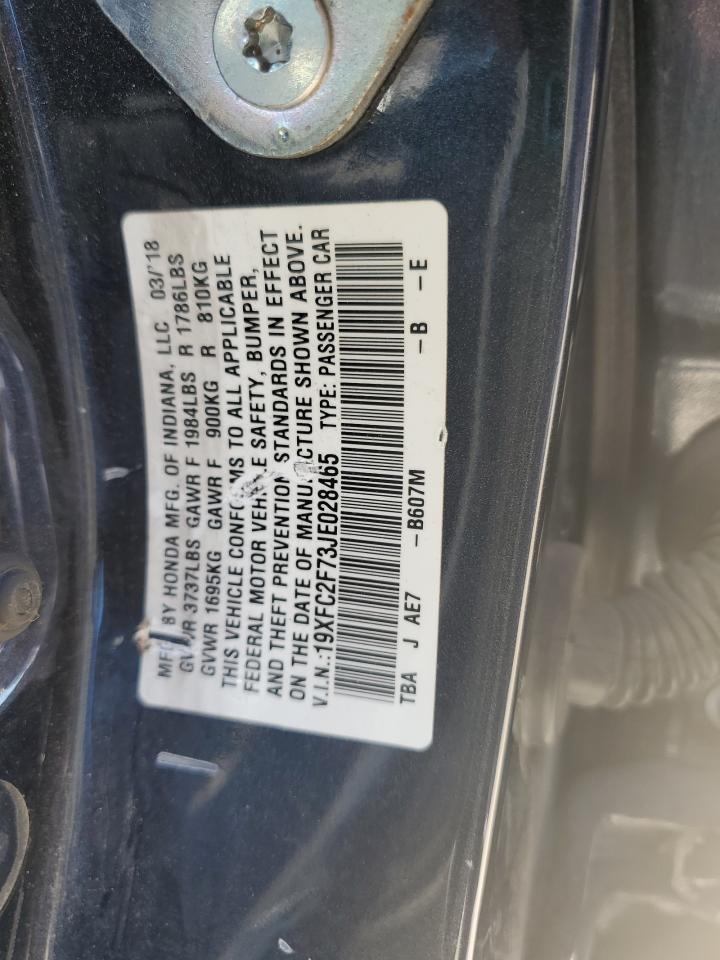 MFG. BY HONDA MFG. OF INDIANA, LLC 03/'18
GVWR 3737LBS GAWR F 1984LBS R 1786LBS
GVWR 1695KG GAWR F 900KG R 810KG
THIS VEHICLE CONFORMS TO ALL APPLICABLE
FEDERAL MOTOR VEHICLE SAFETY, BUMPER,
AND THEFT PREVENTION STANDARDS IN EFFECT
ON THE DATE OF MANUFACTURE SHOWN ABOVE.
V.I.N.:19XFC2F73JE028465 TYPE: PASSENGER CAR
TBA J AE7 -B607M -B -E